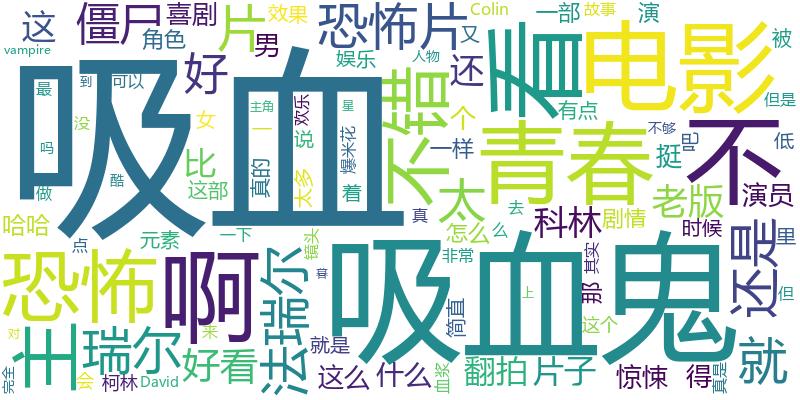 这
僵尸
喜剧
片
效果
恐怖片
Colin
一部
故事
演
vampire
角色
男
娱乐
又
人物
还
看
电影
被
吸血
好
不错
有点
但是
最
到
可以
主角
星
欢乐
个
青春
不
不够
没
女
一
说
爆米花
一样
挺
吧
低
吗
比
真的
太多
着
太
老版
演员
做
酷
这部
真
去
科林
剧情
时候
哈哈
元素
一下
镜头
怎么
么
里
点
恐怖
啊
法瑞尔
非常
吸血鬼
其实
那
还是
但
简直
这个
上
王
瑞尔
来
好看
就是
就
对
完全
会
柯林
David
这么
什么
血浆
翻拍
片子
惊悚
得
真是